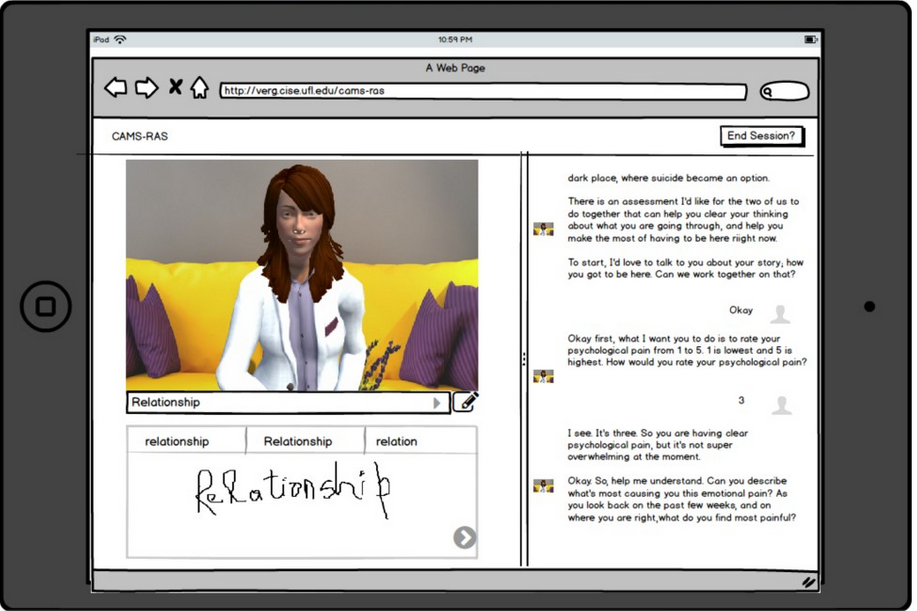 iPad
10:59 PM
A Web Page
http://verg.cise.ufl.edu/cams-ras
CAMS-RAS
End Session?
Relationship
relationship
Relationship
relation
Relationship
dark place, where suicide became an option.
There is an assessment I'd like for the two of us to
do together that can help you clear your thinking
about what you are going through, and help you
make the most of having to be here riight now.
To start, I'd love to talk to you about your story; how
you got to be here. Can we work together on that?
Okay
Okay first, what I want you to do is to rate your
psychological pain from 1 to 5. 1 is lowest and 5 is
highest. How would you rate your psychological pain?
3
I see. It's three. So you are having clear
psychological pain, but it's not super
overwhelming at the moment.
Okay. So, help me understand. Can you describe
what's most causing you this emotional pain? As
you look back on the past few weeks, and on
where you are right,what do you find most painful?